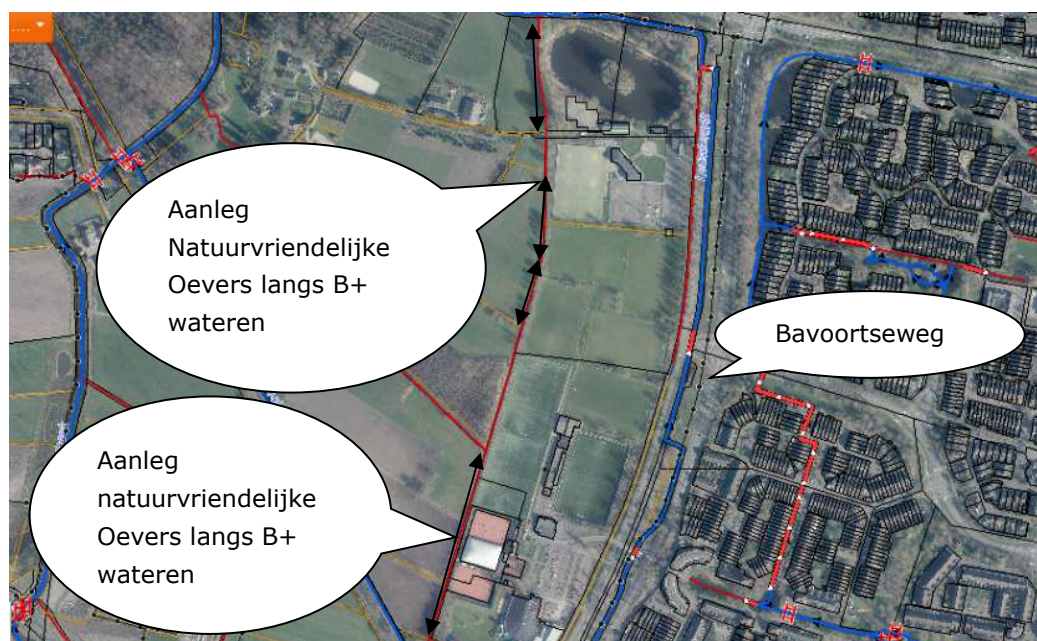 Aanleg
Natuurvriendelijke
Oevers langs B+
wateren
Bavoortseweg
Aanleg
natuurvriendelijke
Oevers langs B+
wateren